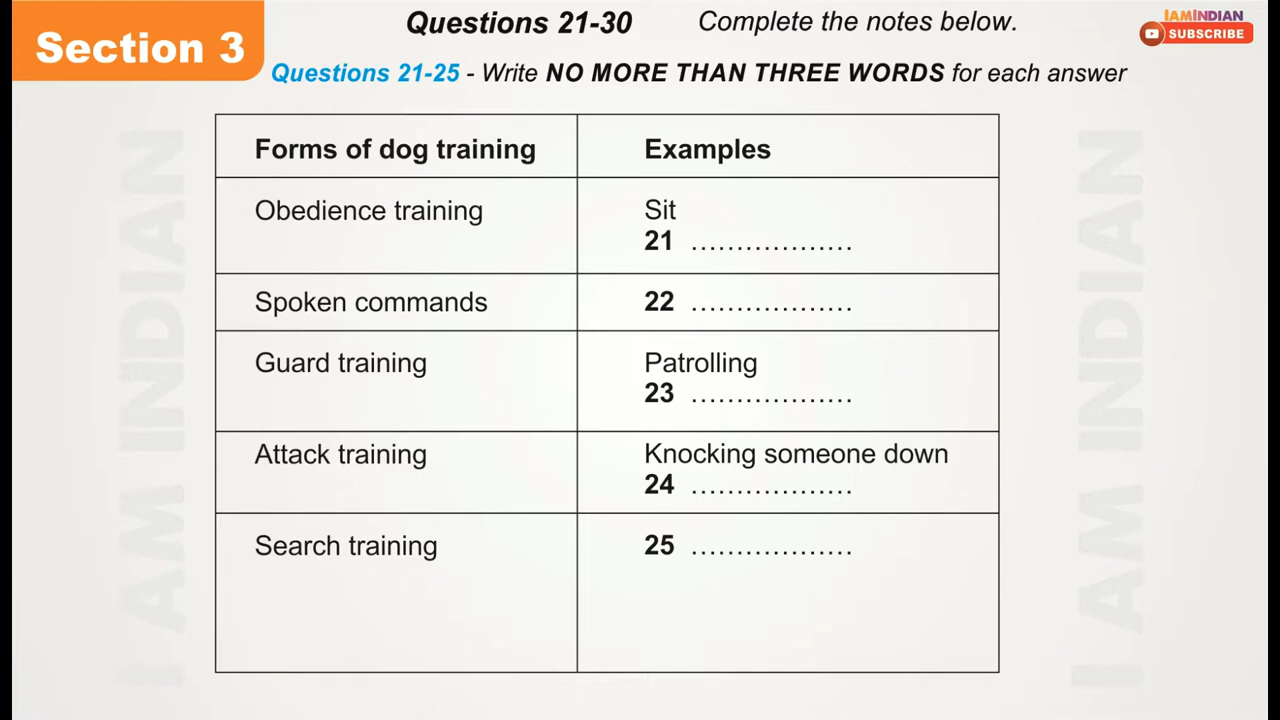 Section 3
Questions 21-30 Complete the notes below.
IAMINDIAN
SUBSCRIBE
Questions 21-25 - Write NO MORE THAN THREE WORDS for each answer
Forms of dog training Examples
Obedience training Sit
21 ..................
Spoken commands 22 ..................
Guard training Patrolling
23 ..................
Attack training Knocking someone down
24 ..................
Search training 25 ..................
I AM INDIAN
I AM INDIAN